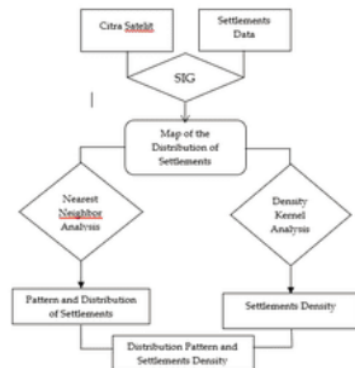 Citra Satelit
Settlements
Data
SIG
Map of the
Distribution of
Settlements
Nearest
Neighbor
Analysis
Density
Kernel
Analysis
Pattern and Distribution
of Settlements
Settlements Density
Distribution Pattern and
Settlements Density